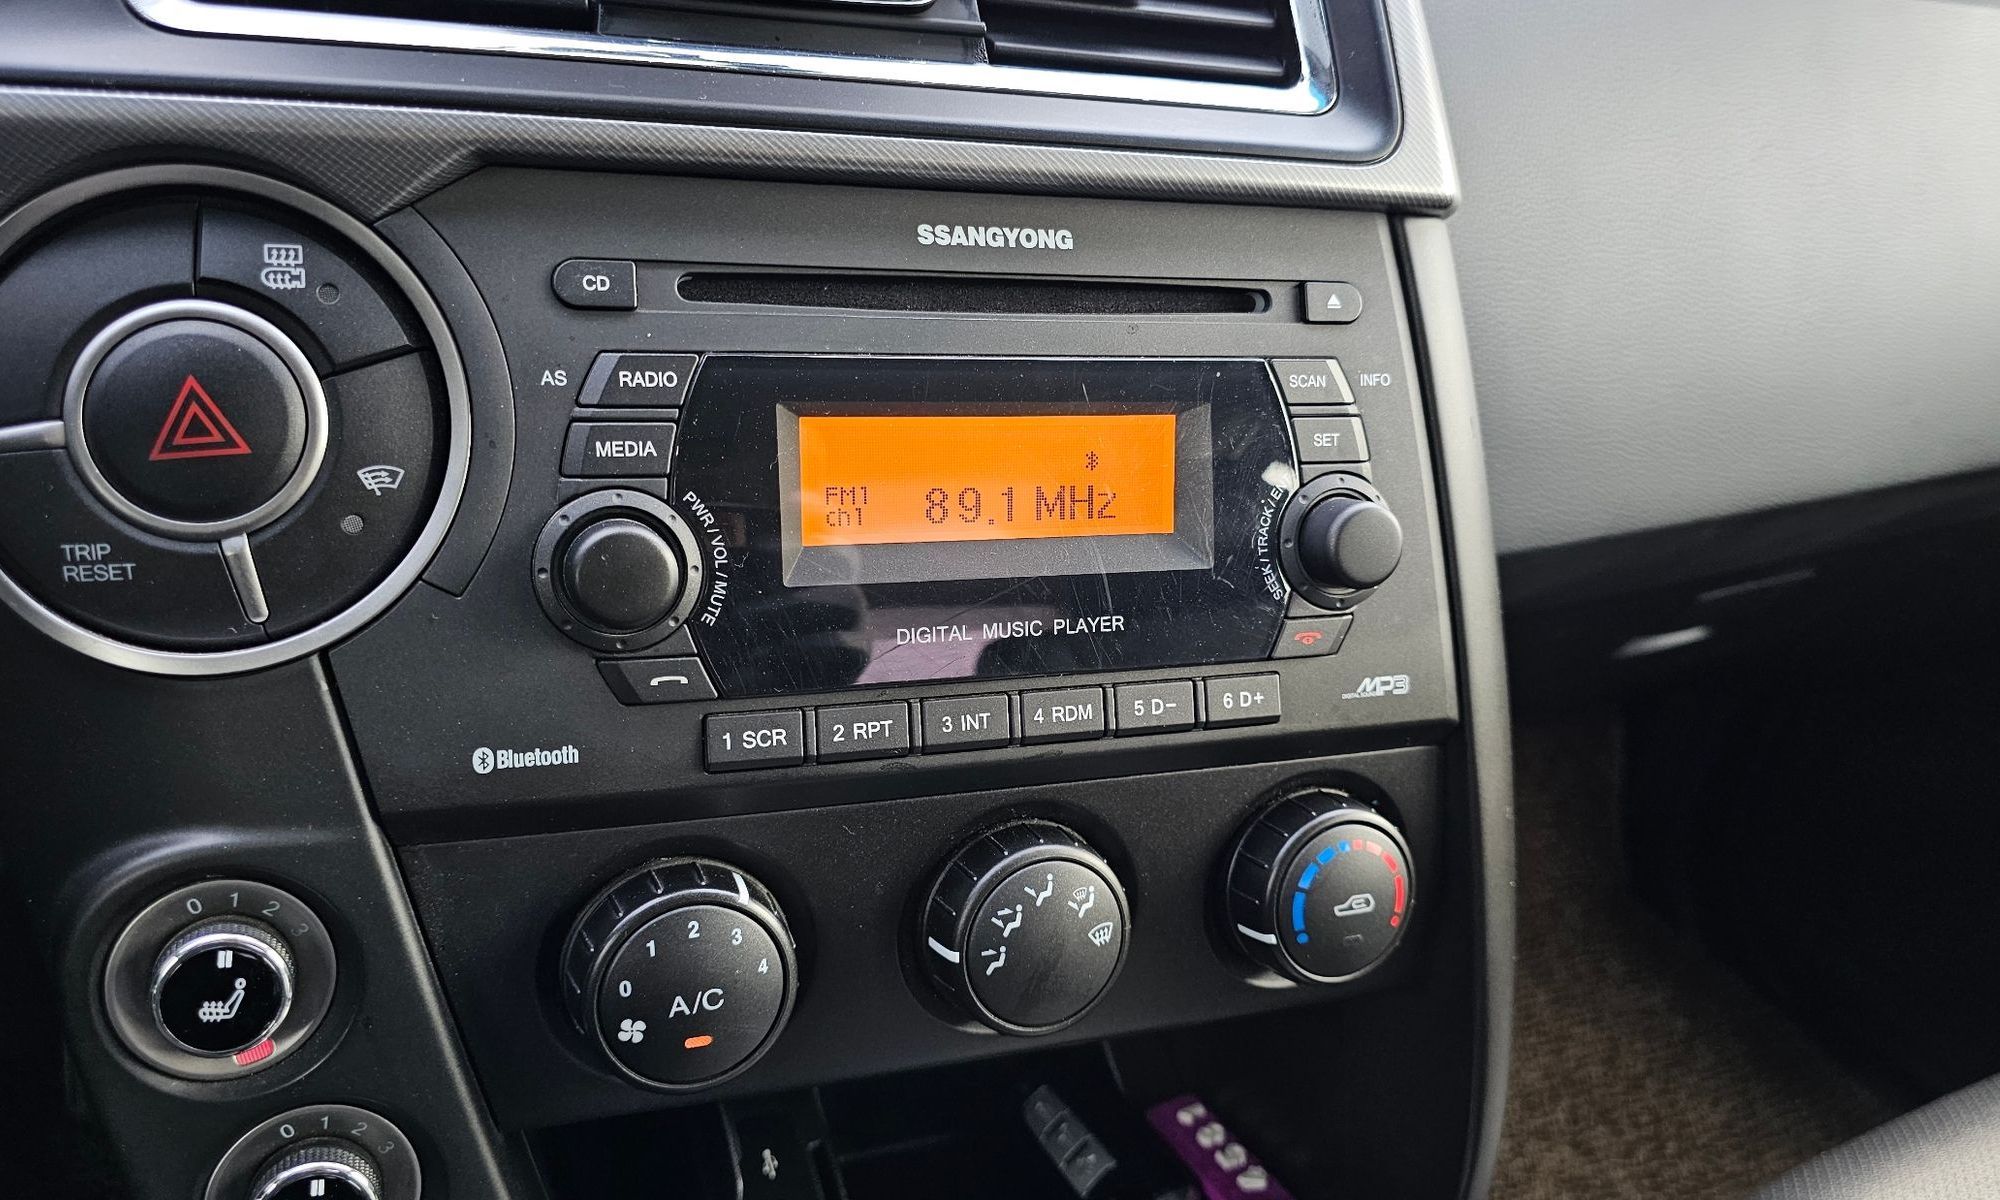 SSANGYONG
CD
AS
RADIO
SCAN
INFO
MEDIA
SET
PWR / VOL / MUTE
FM1
ch1
89.1 MHz
SEEK / TRACK /
DIGITAL MUSIC PLAYER
MP3
1 SCR
2 RPT
3 INT
4 RDM
5 D-
6 D+
Bluetooth
TRIP
RESET
0 1 2 3 4
A/C
0 1 2 3
0 1 2 3